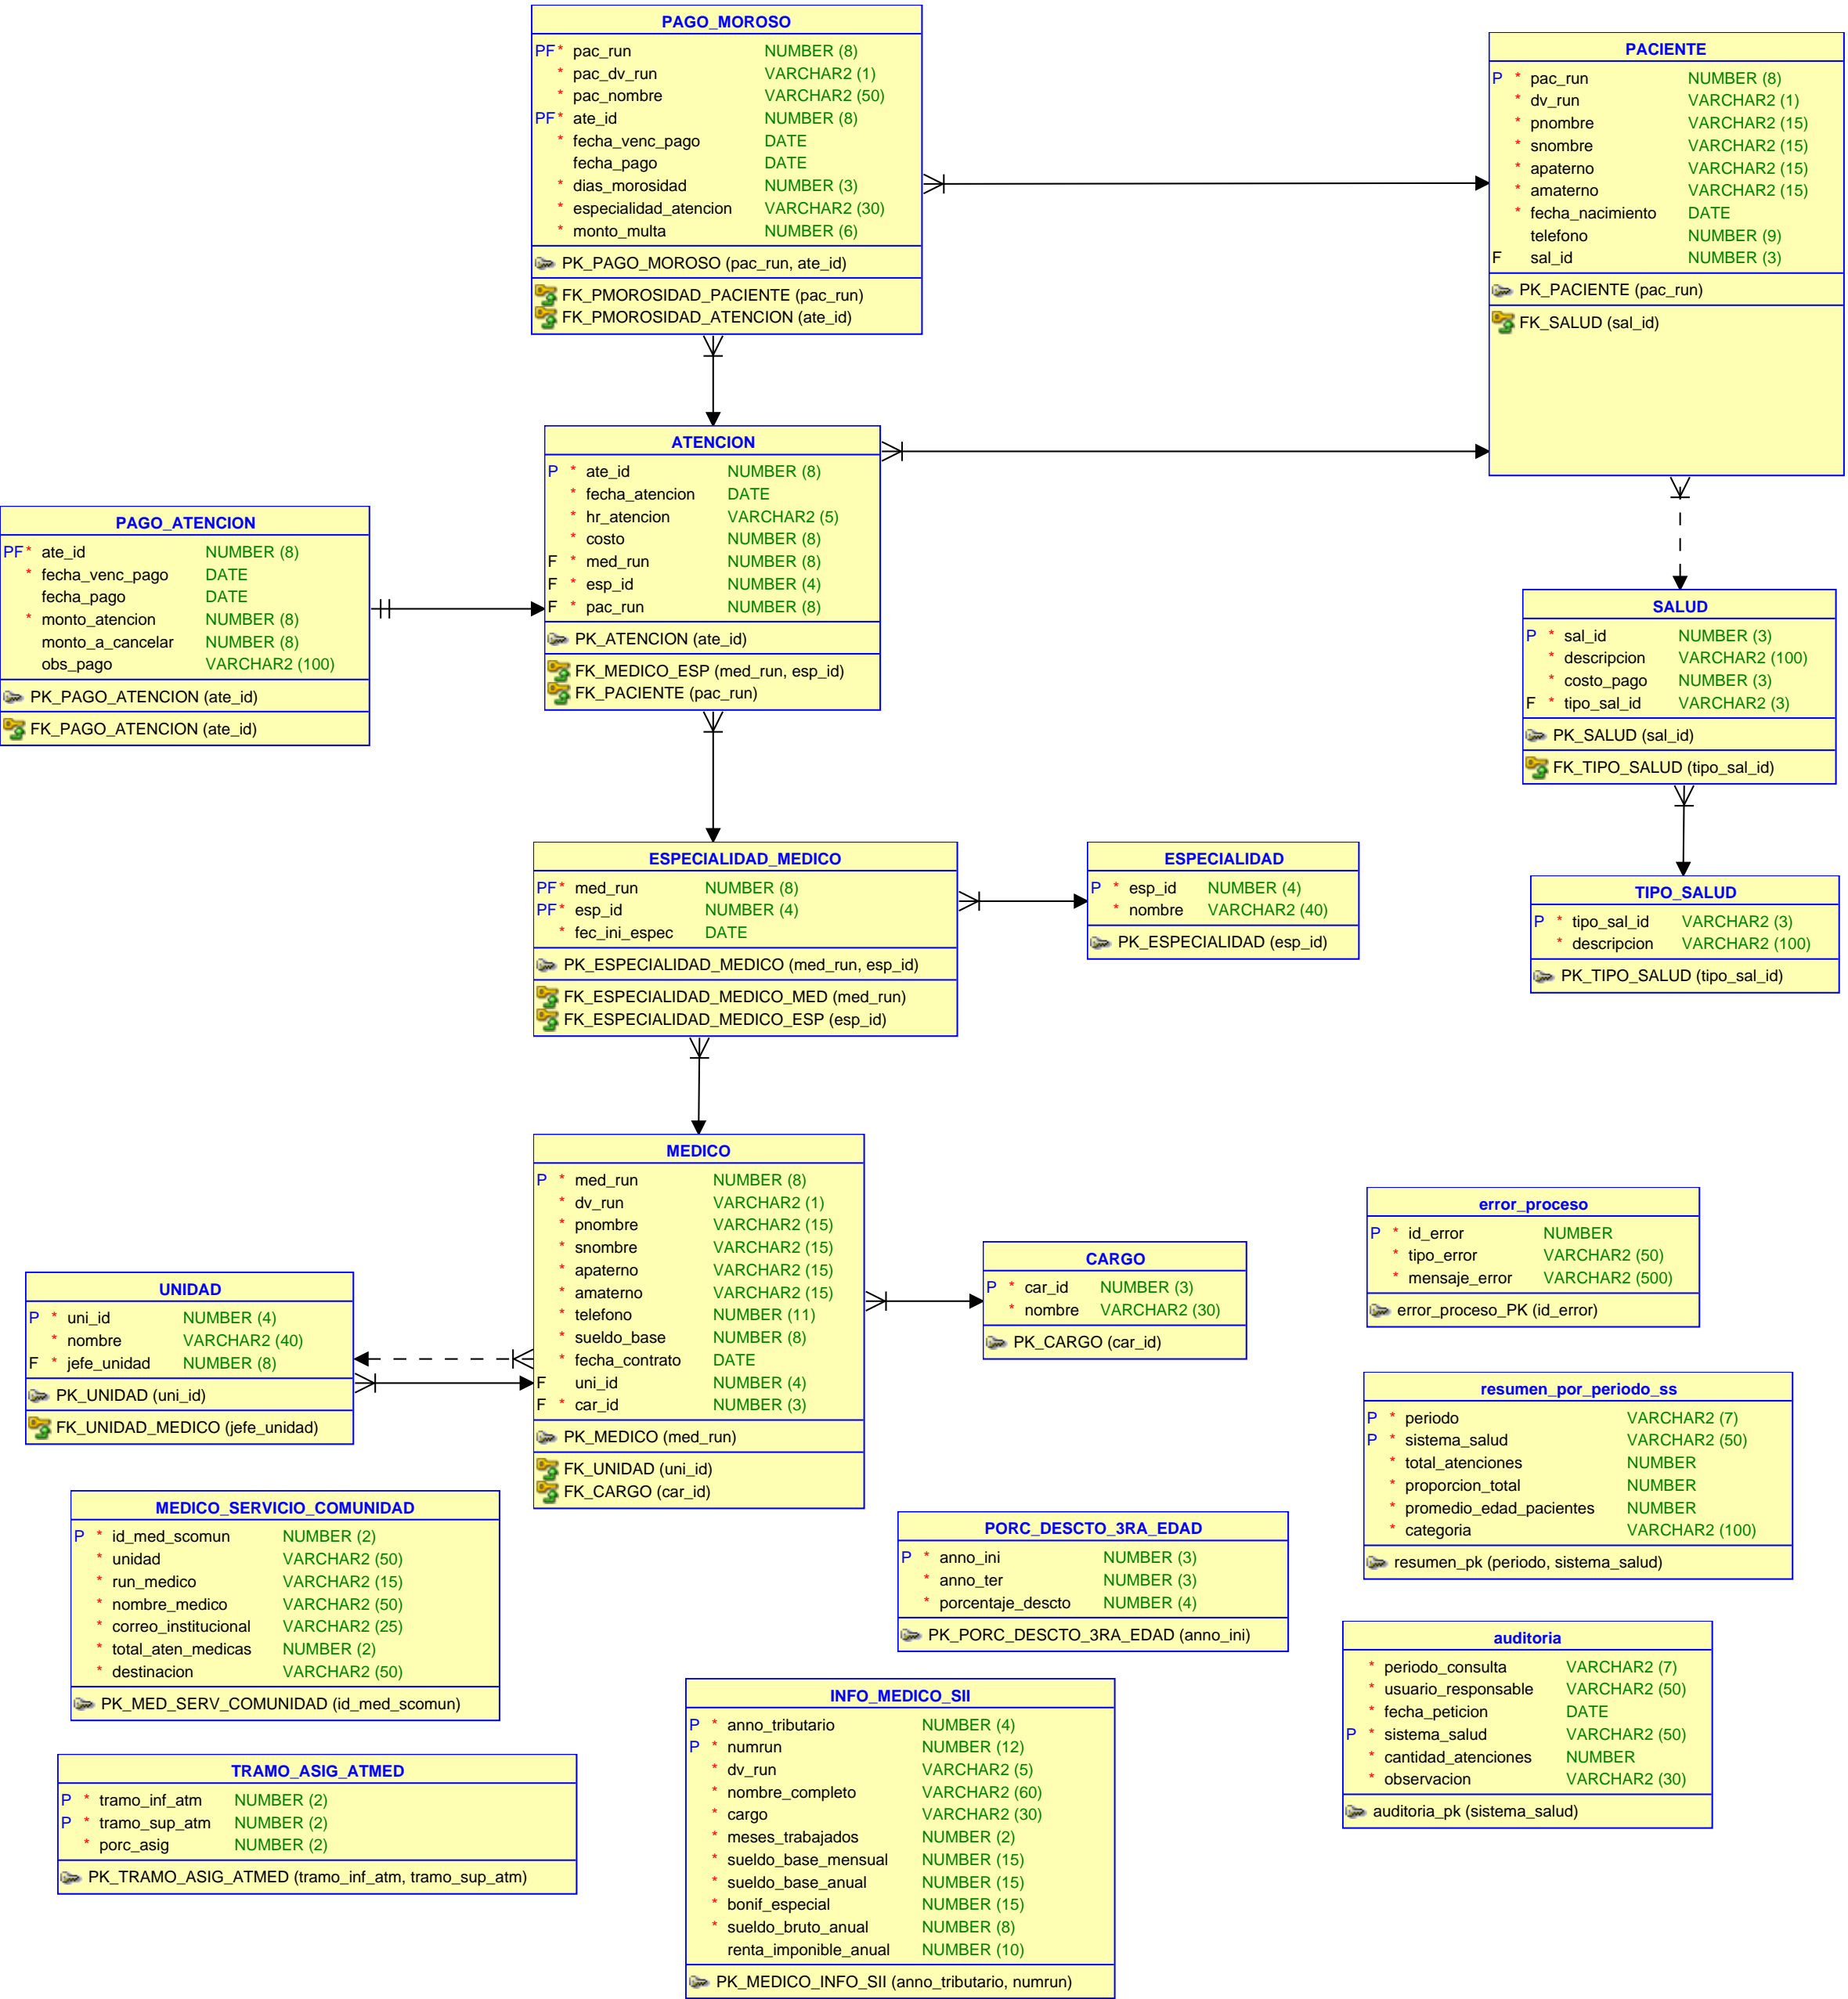 PAGO_MOROSO
PF * pac_run NUMBER (8)
* pac_dv_run VARCHAR2 (1)
* pac_nombre VARCHAR2 (50)
PF * ate_id NUMBER (8)
* fecha_venc_pago DATE
fecha_pago DATE
* dias_morosidad NUMBER (3)
* especialidad_atencion VARCHAR2 (30)
* monto_multa NUMBER (6)
PK_PAGO_MOROSO (pac_run, ate_id)
FK_PMOROSIDAD_PACIENTE (pac_run)
FK_PMOROSIDAD_ATENCION (ate_id)
PACIENTE
P * pac_run NUMBER (8)
* dv_run VARCHAR2 (1)
* pnombre VARCHAR2 (15)
* snombre VARCHAR2 (15)
* apaterno VARCHAR2 (15)
* amaterno VARCHAR2 (15)
* fecha_nacimiento DATE
telefono NUMBER (9)
F sal_id NUMBER (3)
PK_PACIENTE (pac_run)
FK_SALUD (sal_id)
ATENCION
P * ate_id NUMBER (8)
* fecha_atencion DATE
* hr_atencion VARCHAR2 (5)
* costo NUMBER (8)
F * med_run NUMBER (8)
F * esp_id NUMBER (4)
F * pac_run NUMBER (8)
PK_ATENCION (ate_id)
FK_MEDICO_ESP (med_run, esp_id)
FK_PACIENTE (pac_run)
PAGO_ATENCION
PF * ate_id NUMBER (8)
* fecha_venc_pago DATE
fecha_pago DATE
* monto_atencion NUMBER (8)
monto_a_cancelar NUMBER (8)
obs_pago VARCHAR2 (100)
PK_PAGO_ATENCION (ate_id)
FK_PAGO_ATENCION (ate_id)
SALUD
P * sal_id NUMBER (3)
* descripcion VARCHAR2 (100)
* costo_pago NUMBER (3)
F * tipo_sal_id VARCHAR2 (3)
PK_SALUD (sal_id)
FK_TIPO_SALUD (tipo_sal_id)
ESPECIALIDAD_MEDICO
PF * med_run NUMBER (8)
PF * esp_id NUMBER (4)
* fec_ini_espec DATE
PK_ESPECIALIDAD_MEDICO (med_run, esp_id)
FK_ESPECIALIDAD_MEDICO_MED (med_run)
FK_ESPECIALIDAD_MEDICO_ESP (esp_id)
ESPECIALIDAD
P * esp_id NUMBER (4)
* nombre VARCHAR2 (40)
PK_ESPECIALIDAD (esp_id)
TIPO_SALUD
P * tipo_sal_id VARCHAR2 (3)
* descripcion VARCHAR2 (100)
PK_TIPO_SALUD (tipo_sal_id)
MEDICO
P * med_run NUMBER (8)
* dv_run VARCHAR2 (1)
* pnombre VARCHAR2 (15)
* snombre VARCHAR2 (15)
* apaterno VARCHAR2 (15)
* amaterno VARCHAR2 (15)
* telefono NUMBER (11)
* sueldo_base NUMBER (8)
* fecha_contrato DATE
F uni_id NUMBER (4)
F * car_id NUMBER (3)
PK_MEDICO (med_run)
FK_UNIDAD (uni_id)
FK_CARGO (car_id)
error_proceso
P * id_error NUMBER
* tipo_error VARCHAR2 (50)
* mensaje_error VARCHAR2 (500)
error_proceso_PK (id_error)
CARGO
P * car_id NUMBER (3)
* nombre VARCHAR2 (30)
PK_CARGO (car_id)
UNIDAD
P * uni_id NUMBER (4)
* nombre VARCHAR2 (40)
F * jefe_unidad NUMBER (8)
PK_UNIDAD (uni_id)
FK_UNIDAD_MEDICO (jefe_unidad)
resumen_por_periodo_ss
P * periodo VARCHAR2 (7)
P * sistema_salud VARCHAR2 (50)
* total_atenciones NUMBER
* proporcion_total NUMBER
* promedio_edad_pacientes NUMBER
* categoria VARCHAR2 (100)
resumen_pk (periodo, sistema_salud)
MEDICO_SERVICIO_COMUNIDAD
P * id_med_scomun NUMBER (2)
* unidad VARCHAR2 (50)
* run_medico VARCHAR2 (15)
* nombre_medico VARCHAR2 (50)
* correo_institucional VARCHAR2 (25)
* total_aten_medicas NUMBER (2)
* destinacion VARCHAR2 (50)
PK_MED_SERV_COMUNIDAD (id_med_scomun)
PORC_DESCTO_3RA_EDAD
P * anno_ini NUMBER (3)
* anno_ter NUMBER (3)
* porcentaje_descto NUMBER (4)
PK_PORC_DESCTO_3RA_EDAD (anno_ini)
auditoria
* periodo_consulta VARCHAR2 (7)
* usuario_responsable VARCHAR2 (50)
* fecha_peticion DATE
P * sistema_salud VARCHAR2 (50)
* cantidad_atenciones NUMBER
* observacion VARCHAR2 (30)
auditoria_pk (sistema_salud)
INFO_MEDICO_SII
P * anno_tributario NUMBER (4)
P * numrun NUMBER (12)
* dv_run VARCHAR2 (5)
* nombre_completo VARCHAR2 (60)
* cargo VARCHAR2 (30)
* meses_trabajados NUMBER (2)
* sueldo_base_mensual NUMBER (15)
* sueldo_base_anual NUMBER (15)
* bonif_especial NUMBER (15)
* sueldo_bruto_anual NUMBER (8)
renta_imponible_anual NUMBER (10)
PK_MEDICO_INFO_SII (anno_tributario, numrun)
TRAMO_ASIG_ATMED
P * tramo_inf_atm NUMBER (2)
P * tramo_sup_atm NUMBER (2)
* porc_asig NUMBER (2)
PK_TRAMO_ASIG_ATMED (tramo_inf_atm, tramo_sup_atm)